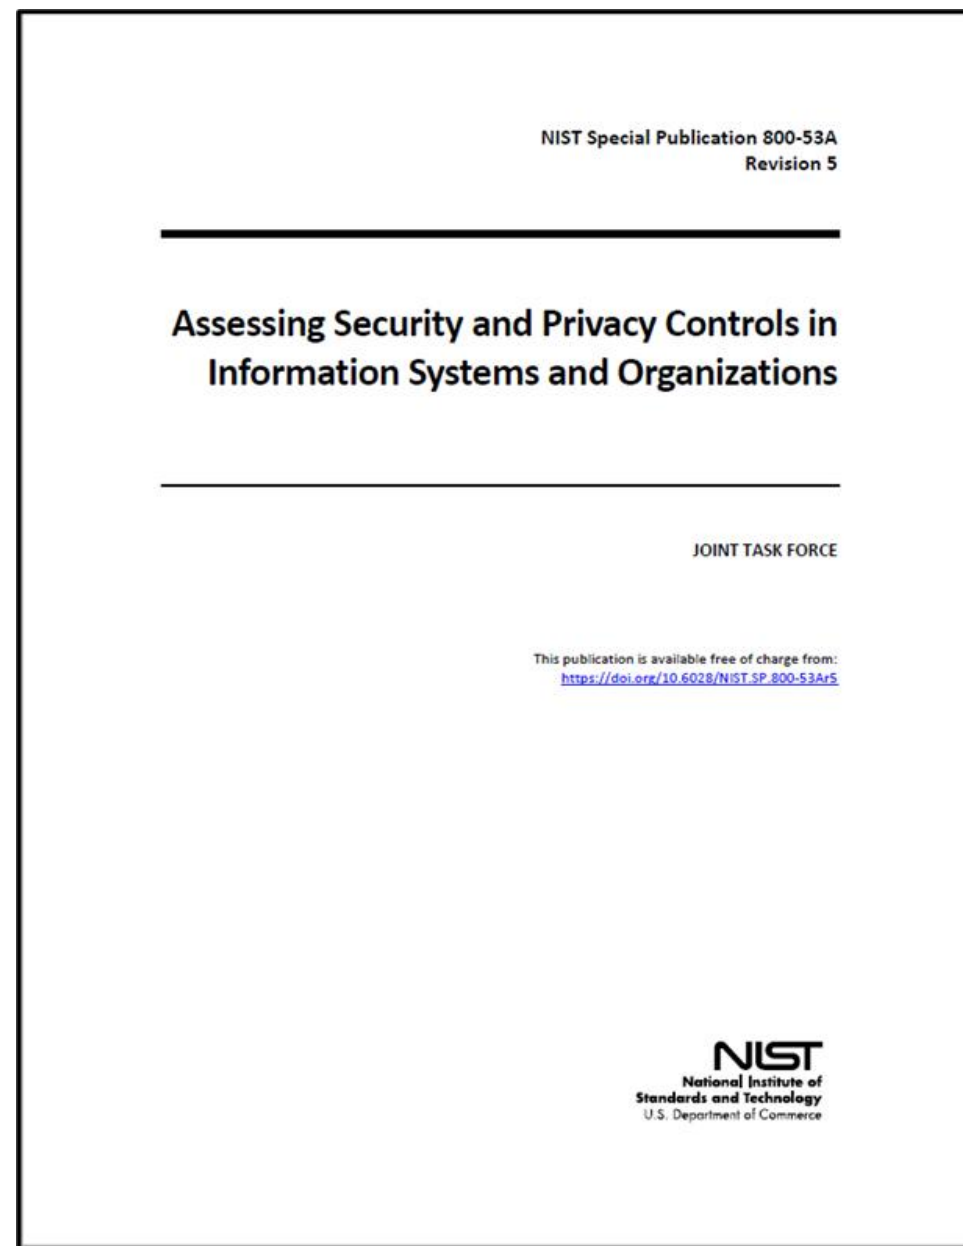 NIST Special Publication 800-53A
Revision 5
Assessing Security and Privacy Controls in
Information Systems and Organizations
JOINT TASK FORCE
This publication is available free of charge from:
https://doi.org/10.6028/NIST.SP.800-53Ar5
NIST
National Institute of
Standards and Technology
U.S. Department of Commerce